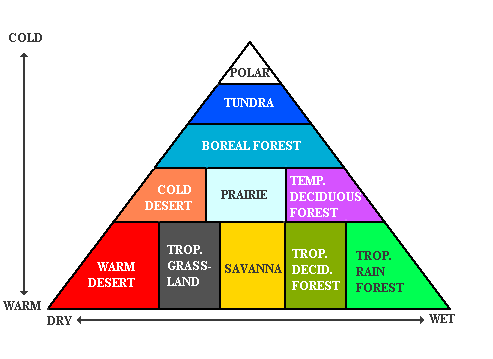 COLD
POLAR
TUNDRA
BOREAL FOREST
COLD
DESERT
PRAIRIE
TEMP.
DECIDUOUS
FOREST
WARM
DESERT
TROP.
GRASS-
LAND
SAVANNA
TROP.
DECID.
FOREST
TROP.
RAIN
FOREST
WARM
DRY
WET